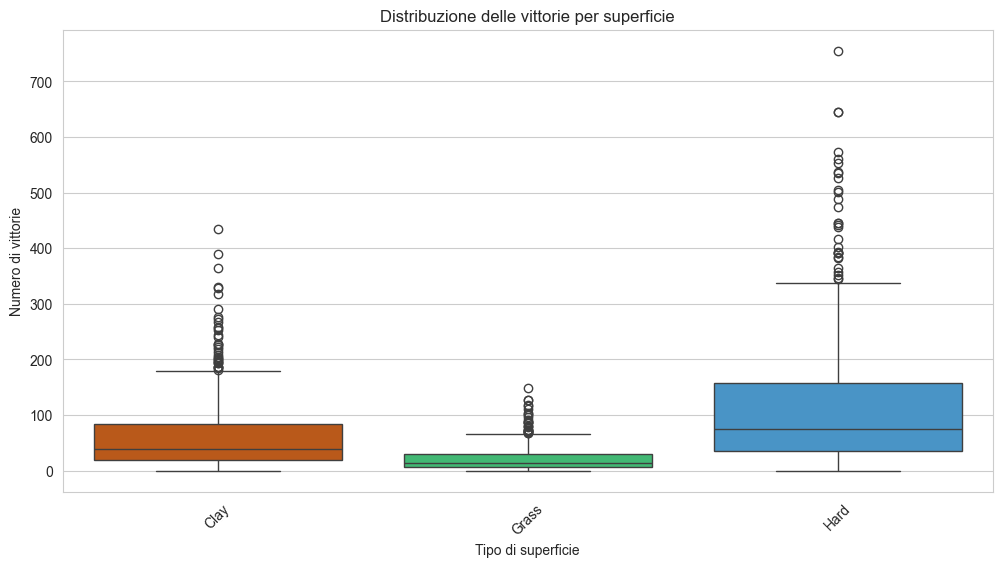 Distribuzione delle vittorie per superficie
Numero di vittorie
700
600
500
400
300
200
100
0
Clay
Grass
Hard
Tipo di superficie